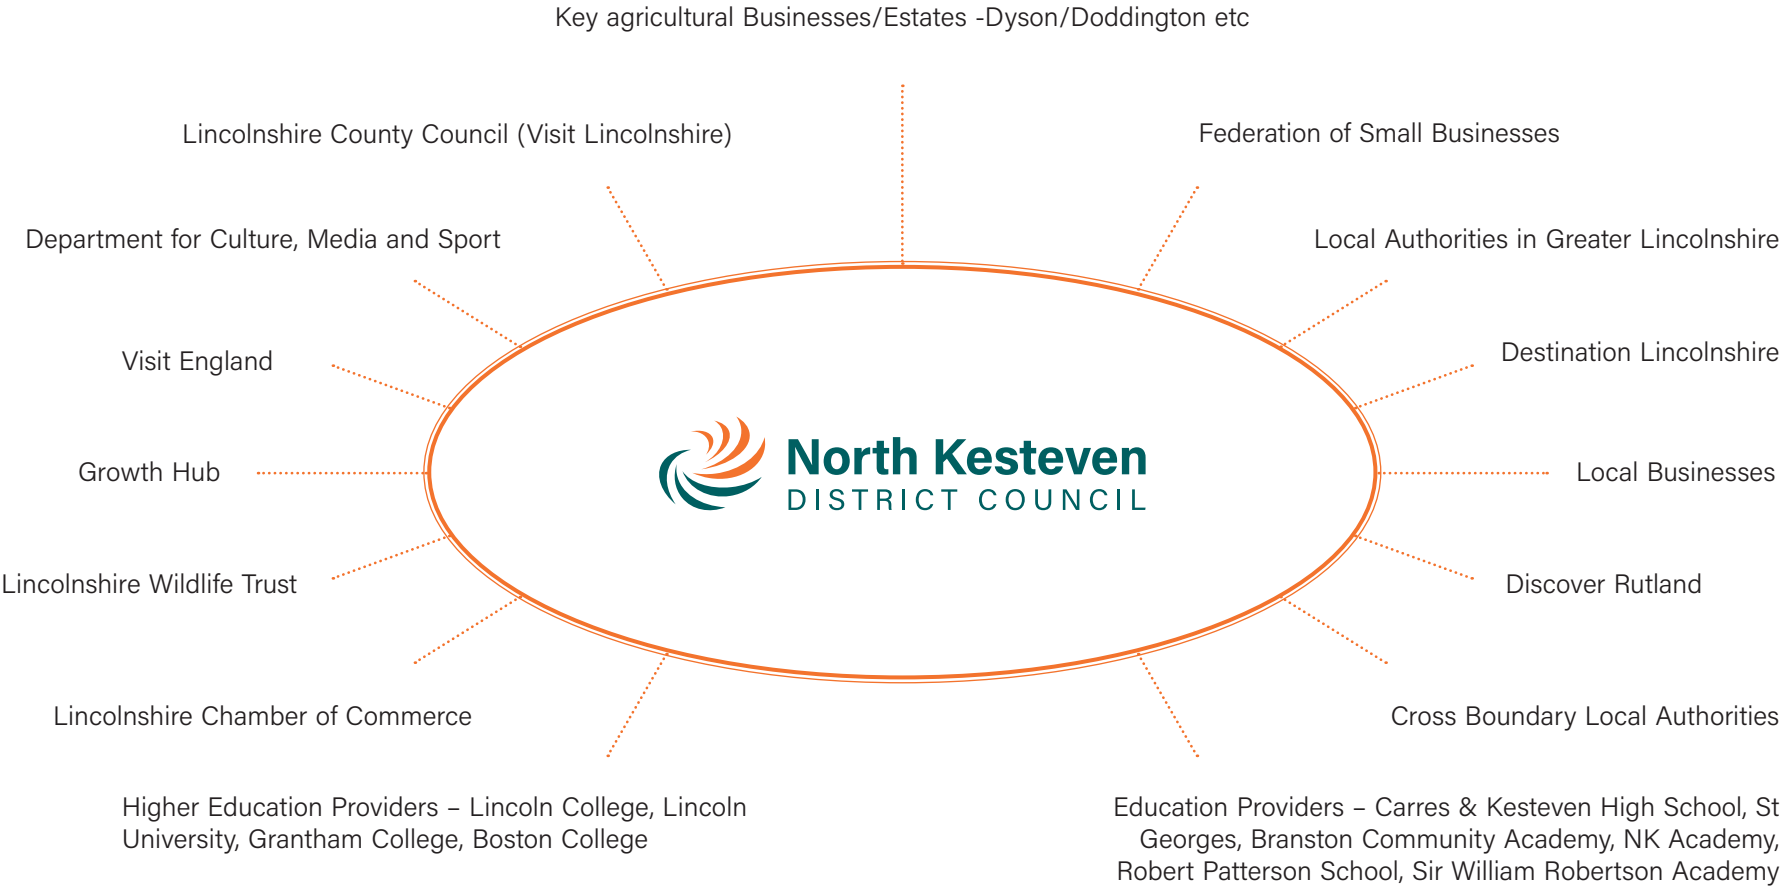 Key agricultural Businesses/Estates -Dyson/Doddington etc
Lincolnshire County Council (Visit Lincolnshire)
Federation of Small Businesses
Department for Culture, Media and Sport
Local Authorities in Greater Lincolnshire
Visit England
Destination Lincolnshire
North Kesteven
DISTRICT COUNCIL
Growth Hub
Local Businesses
Lincolnshire Wildlife Trust
Discover Rutland
Lincolnshire Chamber of Commerce
Cross Boundary Local Authorities
Higher Education Providers – Lincoln College, Lincoln
University, Grantham College, Boston College
Education Providers – Carres & Kesteven High School, St
Georges, Branston Community Academy, NK Academy,
Robert Patterson School, Sir William Robertson Academy